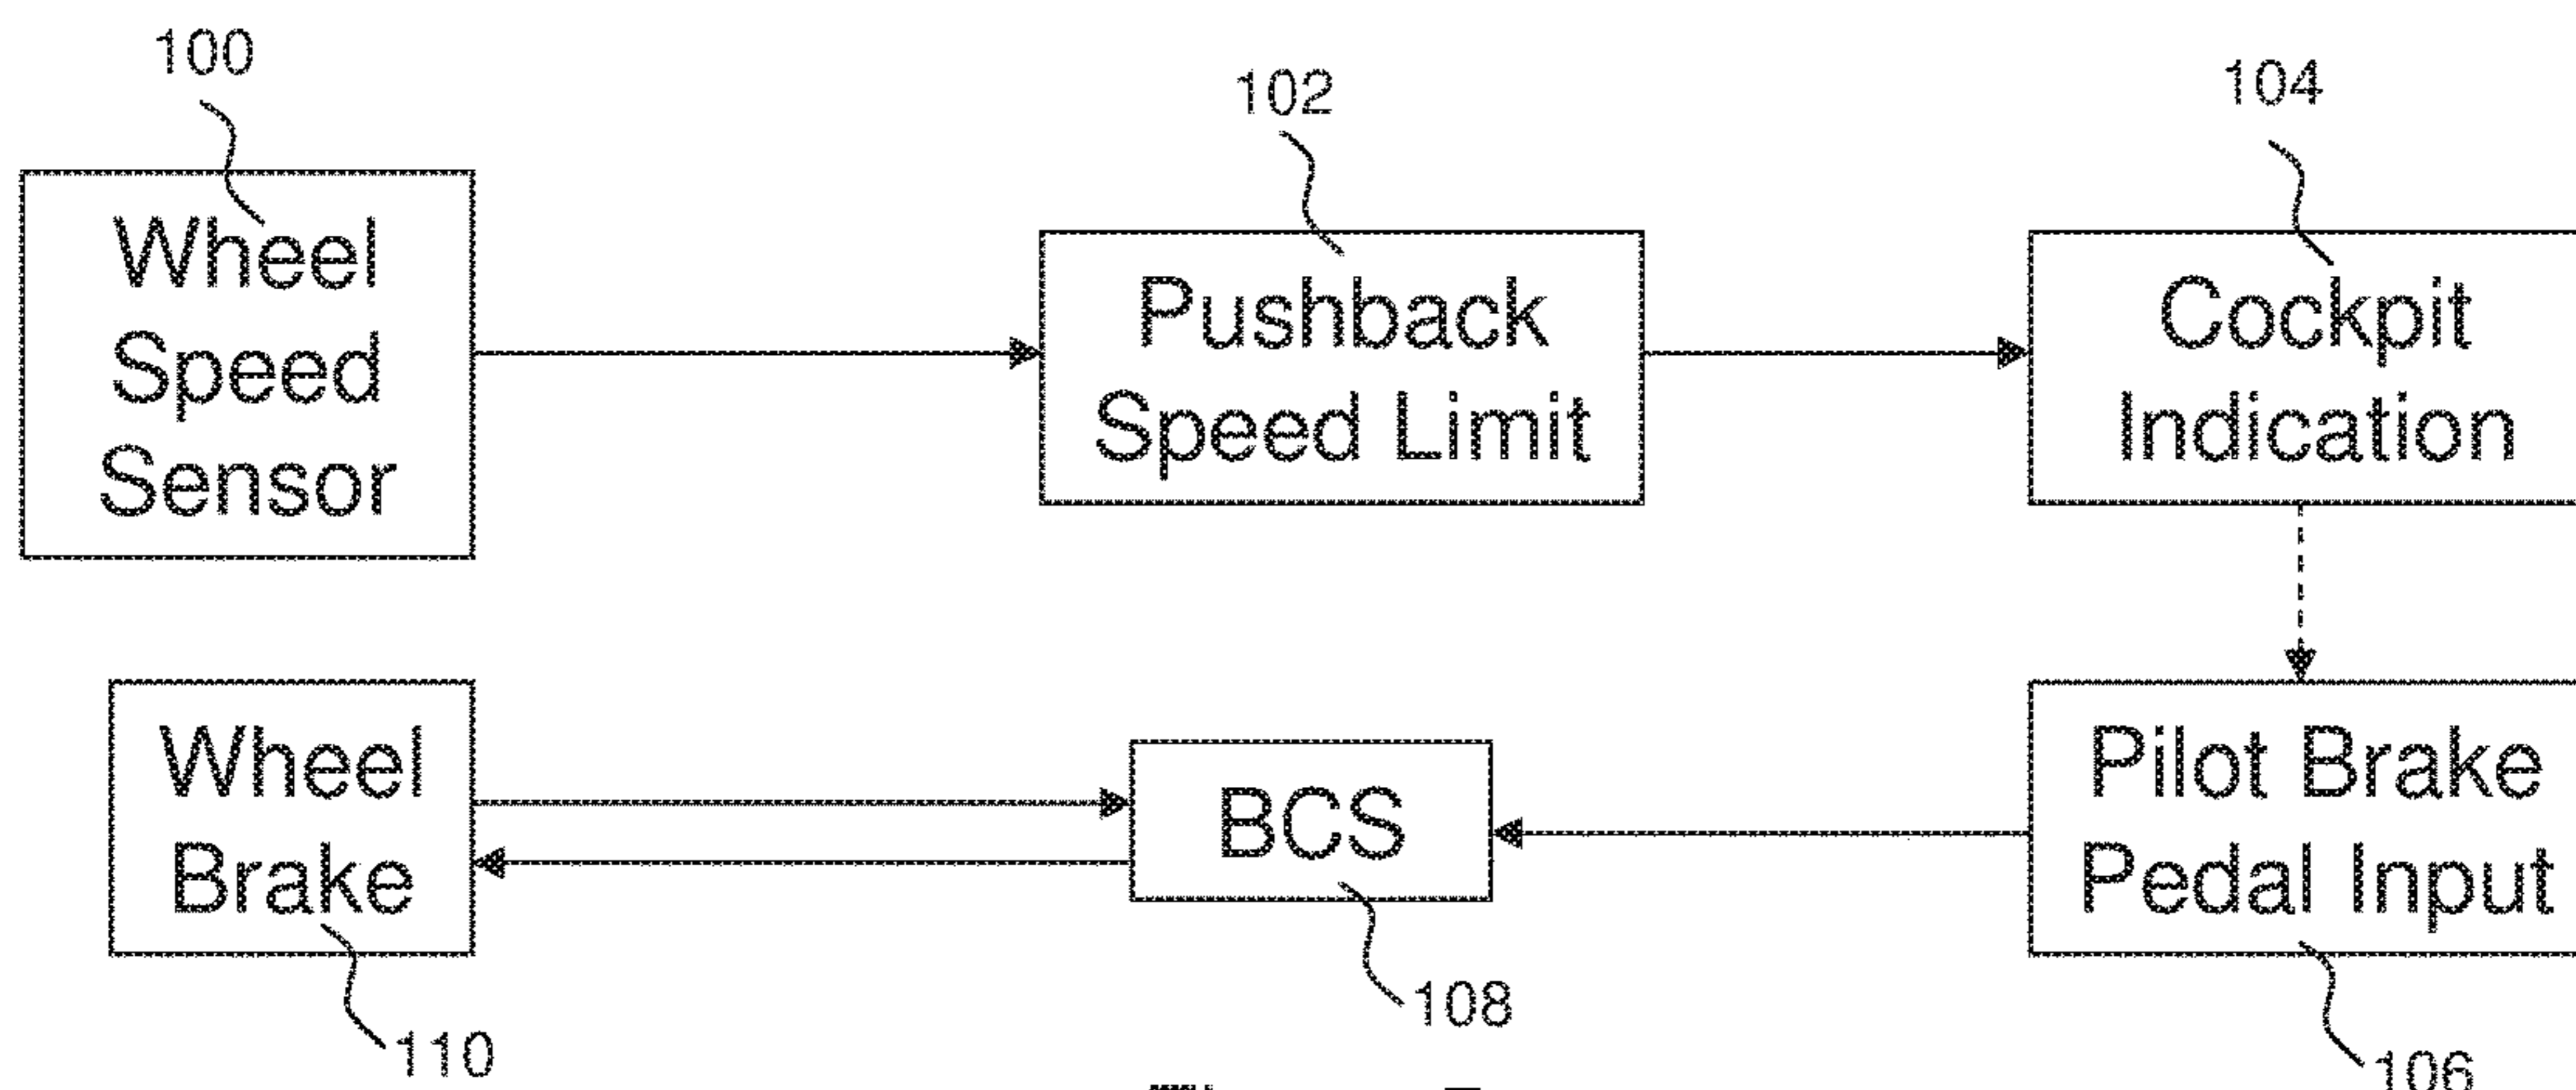 100
102
104
Wheel
Speed
Sensor
Pushback
Speed Limit
Cockpit
Indication
Wheel
Brake
BCS
Pilot Brake
Pedal Input
108
110
106